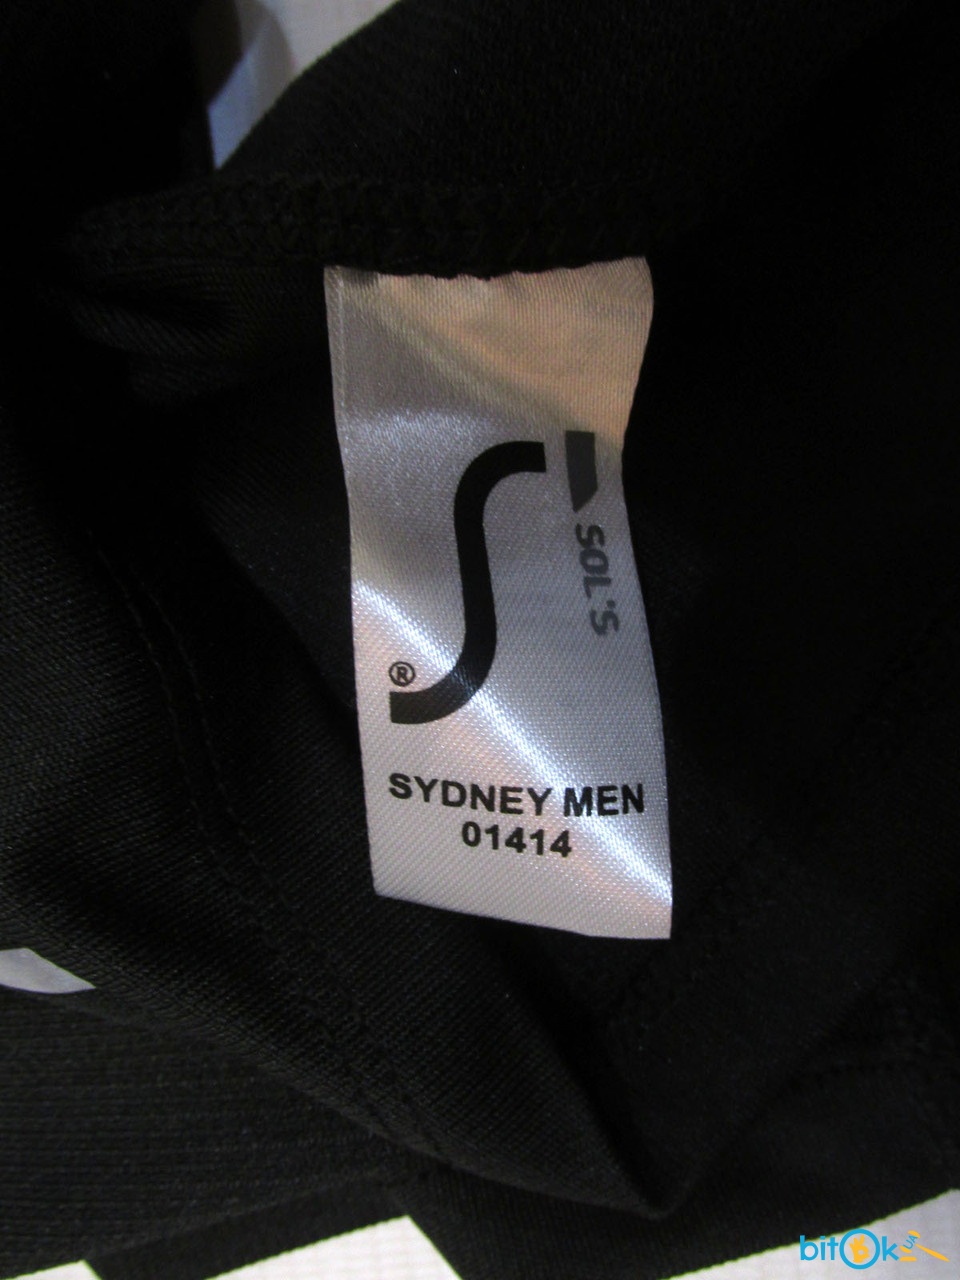 SOL'S
®
SYDNEY MEN
01414
bitOk